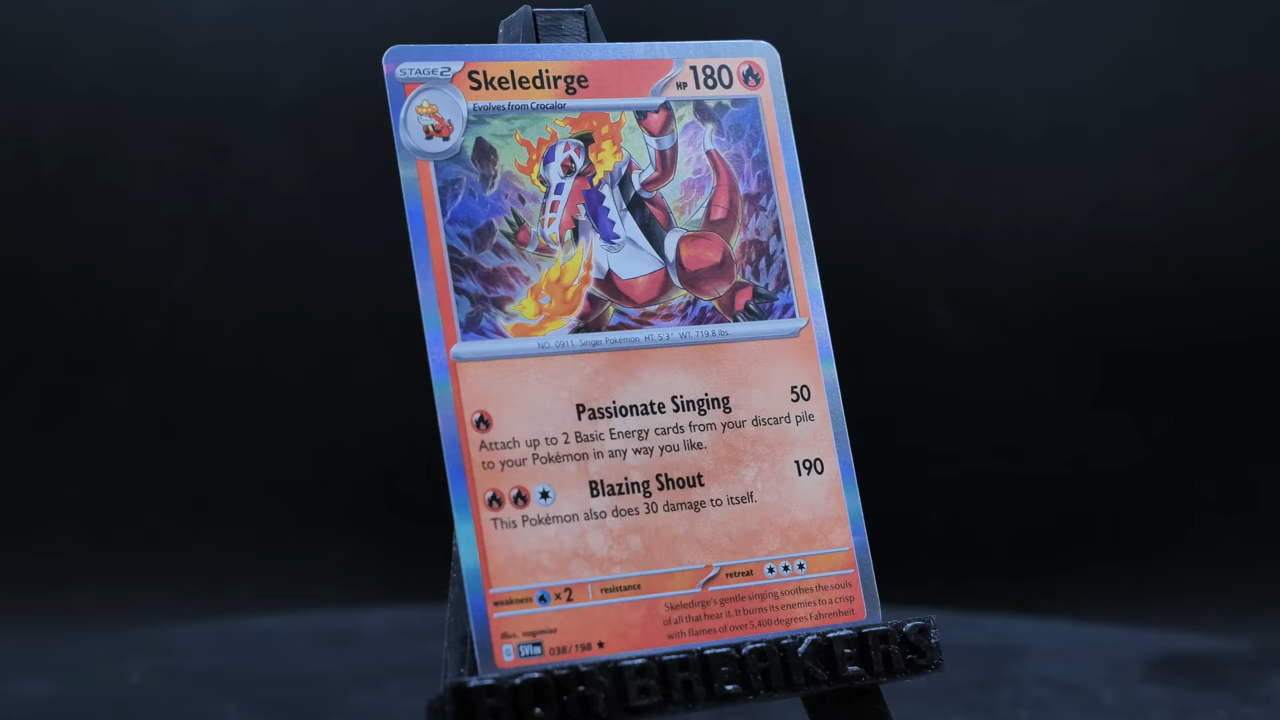 STAGE2 Skeledirge HP 180
Evolves from Crocalor
NO. 0911 Singer Pokémon HT: 5'3" WT: 719.8 lbs.
Passionate Singing 50
Attach up to 2 Basic Energy cards from your discard pile
to your Pokémon in any way you like.
Blazing Shout 190
This Pokémon also does 30 damage to itself.
weakness ×2 resistance retreat
Skeledirge's gentle singing soothes the souls
of all that hear it. It burns its enemies to a crisp
with flames of over 5,400 degrees Fahrenheit.
Illus. nagimiso
G SVI EN 038/198 ★
BREAKERS